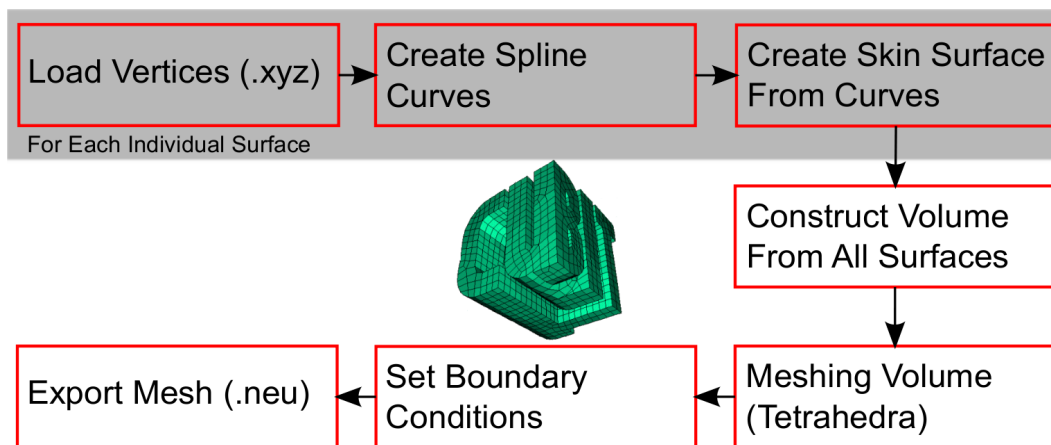 Load Vertices (.xyz)
Create Spline
Curves
Create Skin Surface
From Curves
For Each Individual Surface
Construct Volume
From All Surfaces
CUBIT
Meshing Volume
(Tetrahedra)
Set Boundary
Conditions
Export Mesh (.neu)